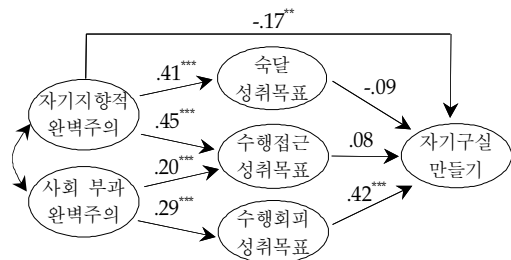 -.17**
.41***
숙달
성취목표
-.09
자기지향적
완벽주의
.45***
수행접근
성취목표
.08
자기구실
만들기
.20***
사회 부과
완벽주의
.29***
수행회피
성취목표
.42***